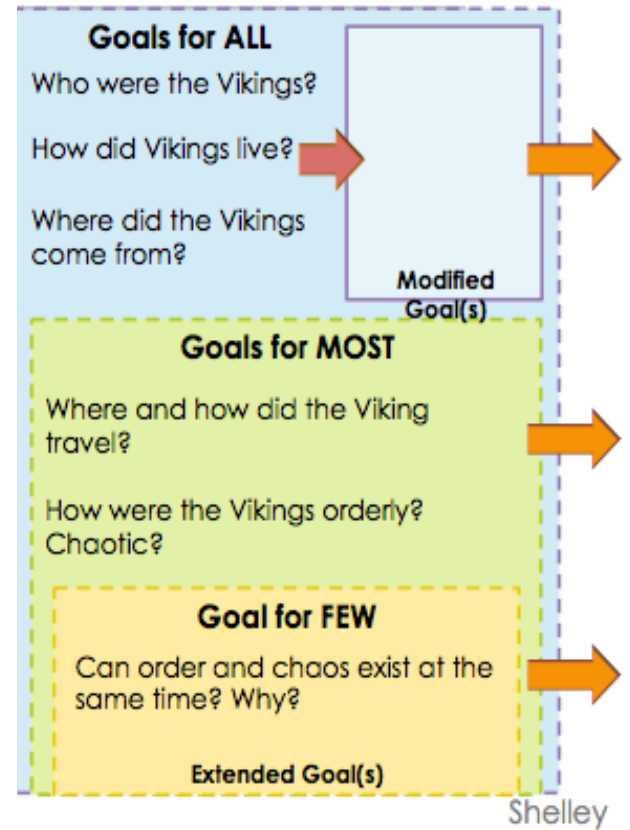 Goals for ALL
Who were the Vikings?
How did Vikings live?
Where did the Vikings
come from?
Modified
Goal(s)
Goals for MOST
Where and how did the Viking
travel?
How were the Vikings orderly?
Chaotic?
Goal for FEW
Can order and chaos exist at the
same time? Why?
Extended Goal(s)
Shelley